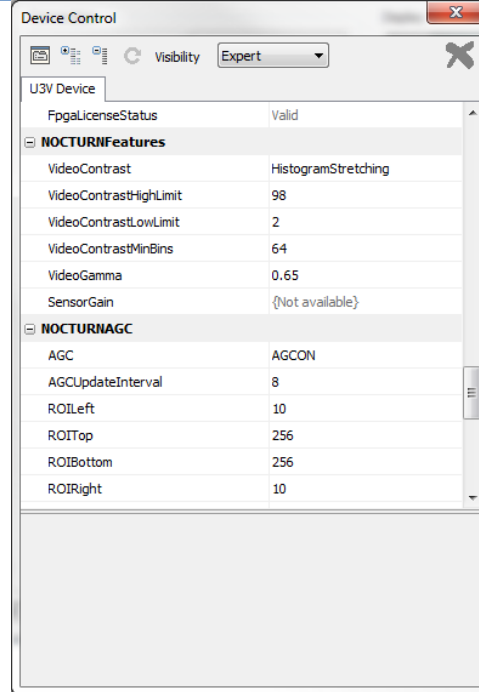 Device Control
Visibility Expert
U3V Device
FpgaLicenseStatus Valid
NOCTURNFeatures
VideoContrast HistogramStretching
VideoContrastHighLimit 98
VideoContrastLowLimit 2
VideoContrastMinBins 64
VideoGamma 0.65
SensorGain {Not available}
NOCTURNAGC
AGC AGCON
AGCUpdateInterval 8
ROILeft 10
ROITop 256
ROIBottom 256
ROIRight 10